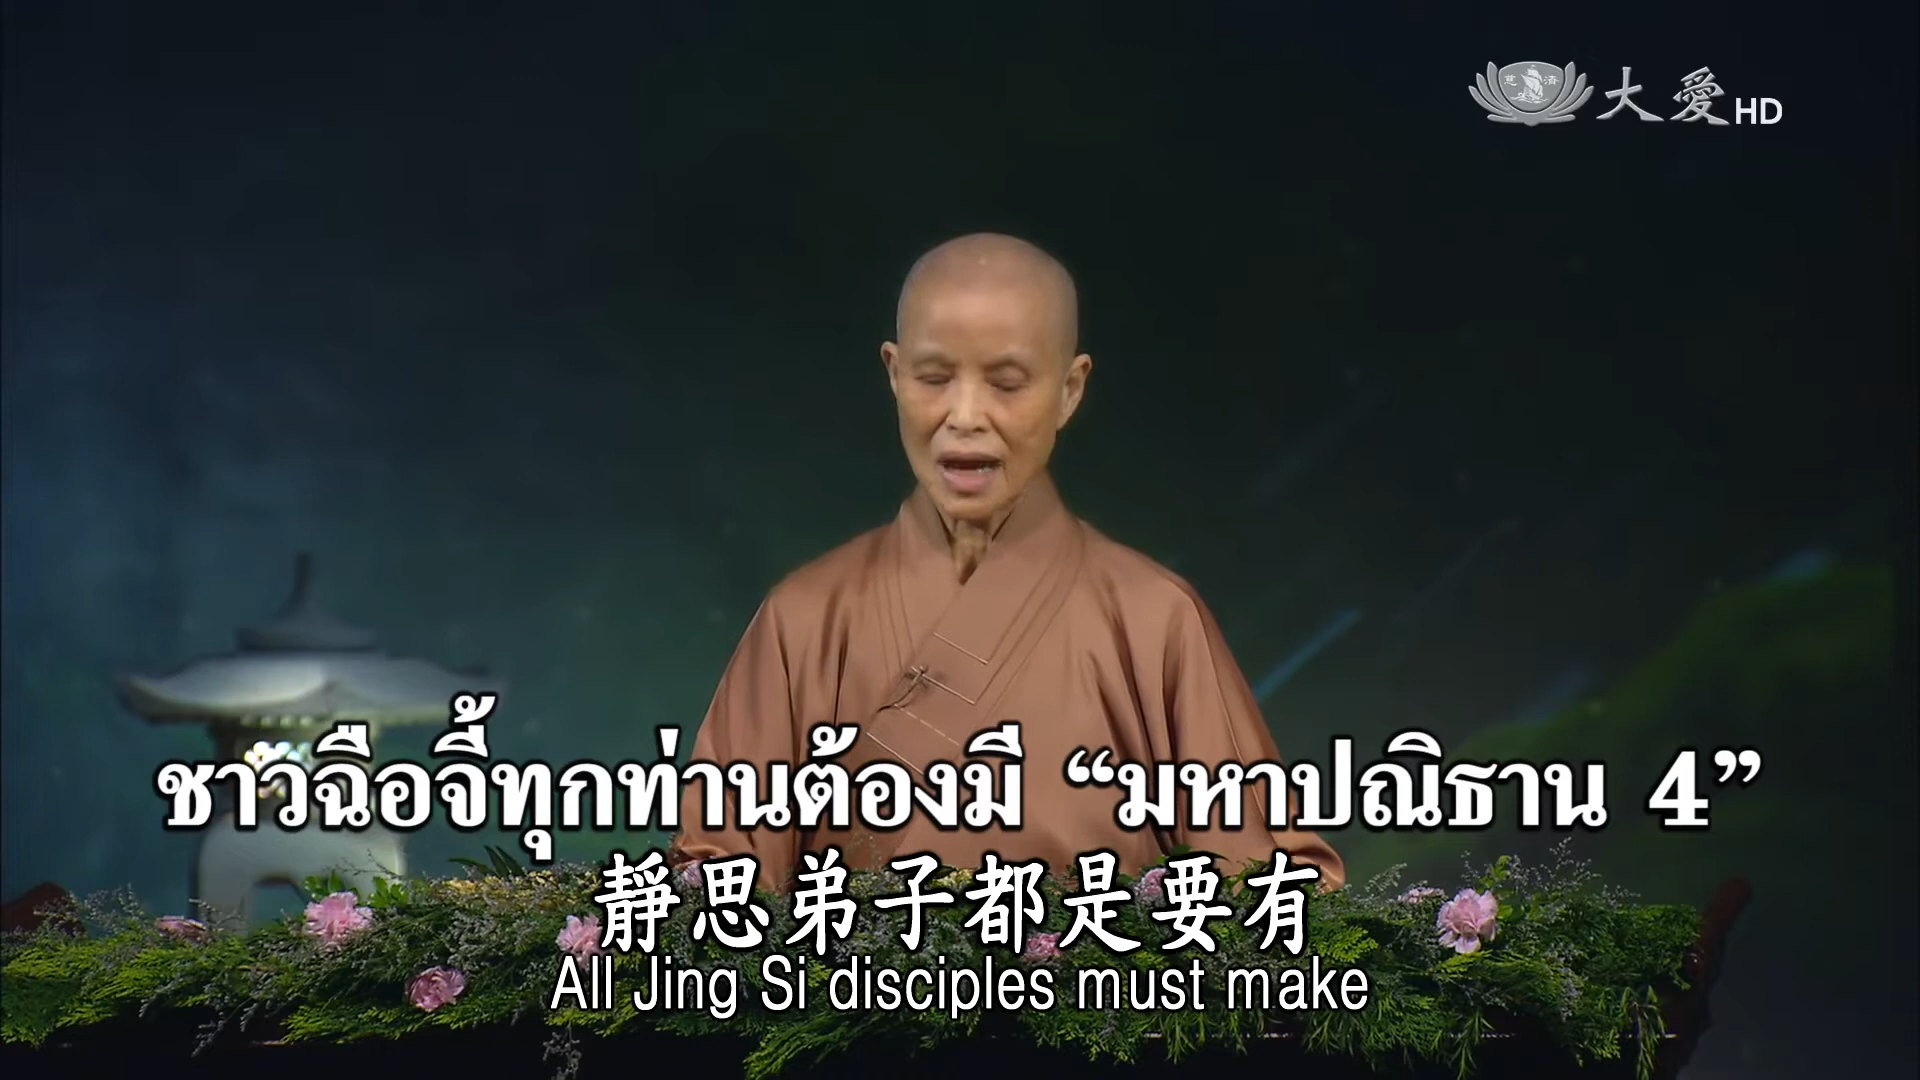 慈濟
大愛HD
ชาวฉือจี้ทุกท่านต้องมี “มหาปณิธาน 4”
靜思弟子都是要有
All Jing Si disciples must make